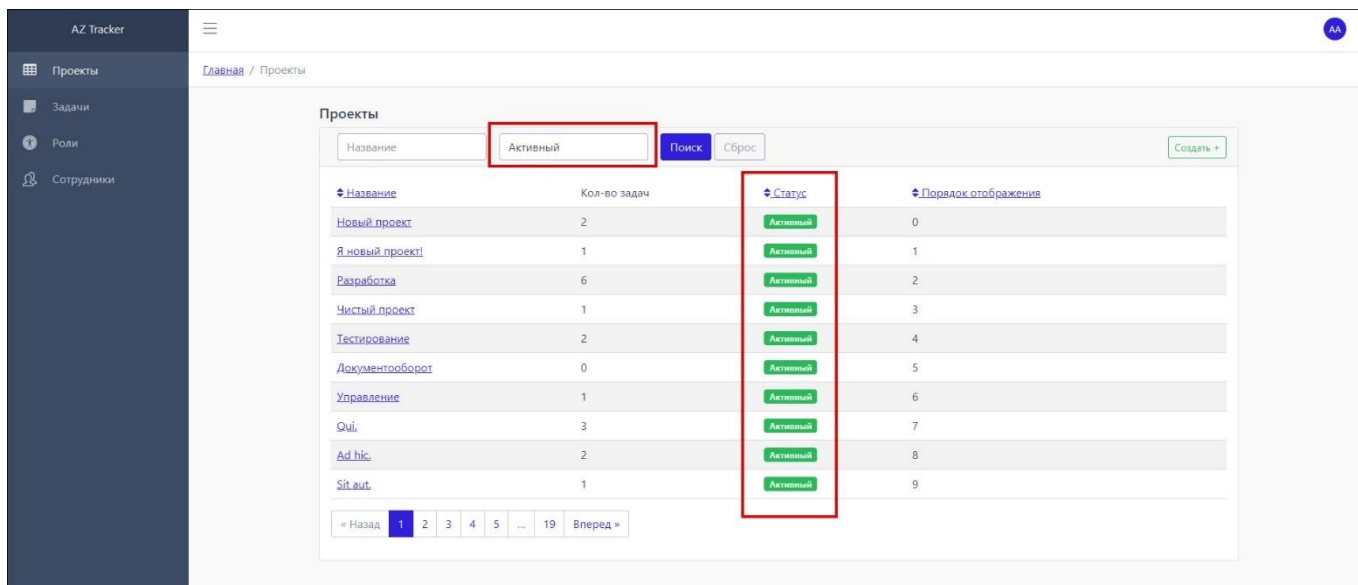 AZ Tracker
AA
Проекты
Главная / Проекты
Задачи
Роли
Сотрудники
Проекты
Название Активный Поиск Сброс Создать +
Название Кол-во задач Статус Порядок отображения
Новый проект 2 Активный 0
Я новый проект! 1 Активный 1
Разработка 6 Активный 2
Чистый проект 1 Активный 3
Тестирование 2 Активный 4
Документооборот 0 Активный 5
Управление 1 Активный 6
Qui. 3 Активный 7
Ad hic. 2 Активный 8
Sit aut. 1 Активный 9
« Назад 1 2 3 4 5 ... 19 Вперед »